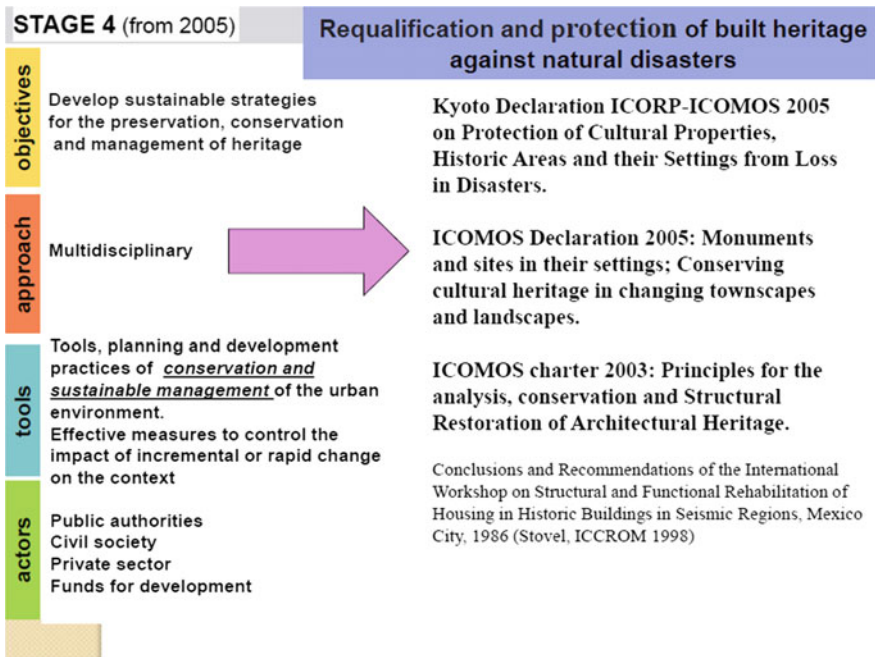 STAGE 4 (from 2005)
Requalification and protection of built heritage
against natural disasters
objectives
Develop sustainable strategies
for the preservation, conservation
and management of heritage
approach
Multidisciplinary
tools
Tools, planning and development
practices of conservation and
sustainable management of the urban
environment.
Effective measures to control the
impact of incremental or rapid change
on the context
actors
Public authorities
Civil society
Private sector
Funds for development
Kyoto Declaration ICORP-ICOMOS 2005
on Protection of Cultural Properties,
Historic Areas and their Settings from Loss
in Disasters.
ICOMOS Declaration 2005: Monuments
and sites in their settings; Conserving
cultural heritage in changing townscapes
and landscapes.
ICOMOS charter 2003: Principles for the
analysis, conservation and Structural
Restoration of Architectural Heritage.
Conclusions and Recommendations of the International
Workshop on Structural and Functional Rehabilitation of
Housing in Historic Buildings in Seismic Regions, Mexico
City, 1986 (Stovel, ICCROM 1998)